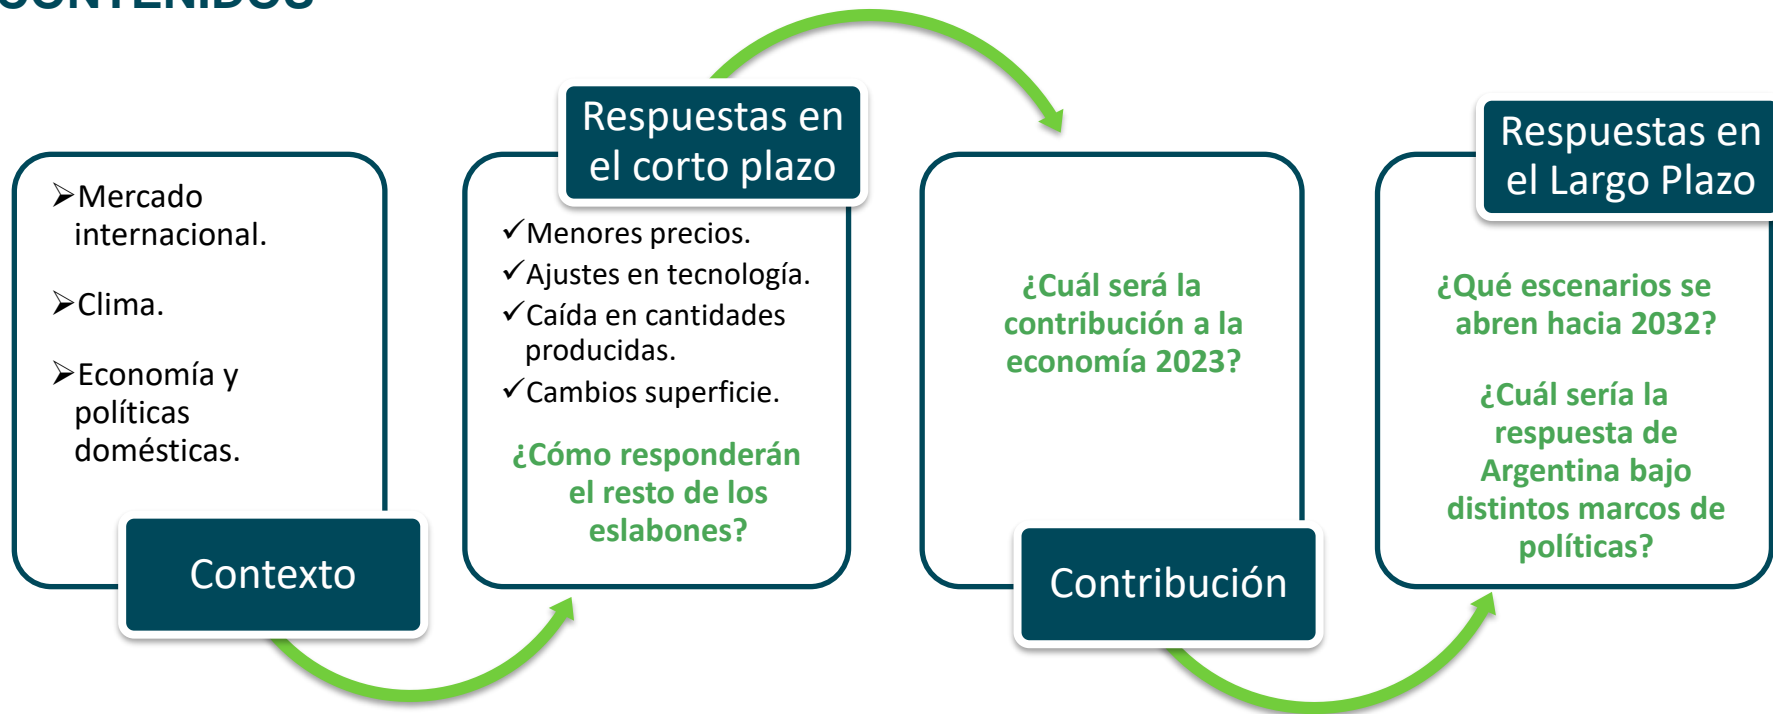 CONTENIDOS
➢Mercado
internacional.
➢Clima.
➢Economía y
políticas
domésticas.
Contexto
Respuestas en
el corto plazo
✓Menores precios.
✓Ajustes en tecnología.
✓Caída en cantidades
producidas.
✓Cambios superficie.
¿Cómo responderán
el resto de los
eslabones?
¿Cuál será la
contribución a la
economía 2023?
Contribución
Respuestas en
el Largo Plazo
¿Qué escenarios se
abren hacia 2032?
¿Cuál sería la
respuesta de
Argentina bajo
distintos marcos de
políticas?